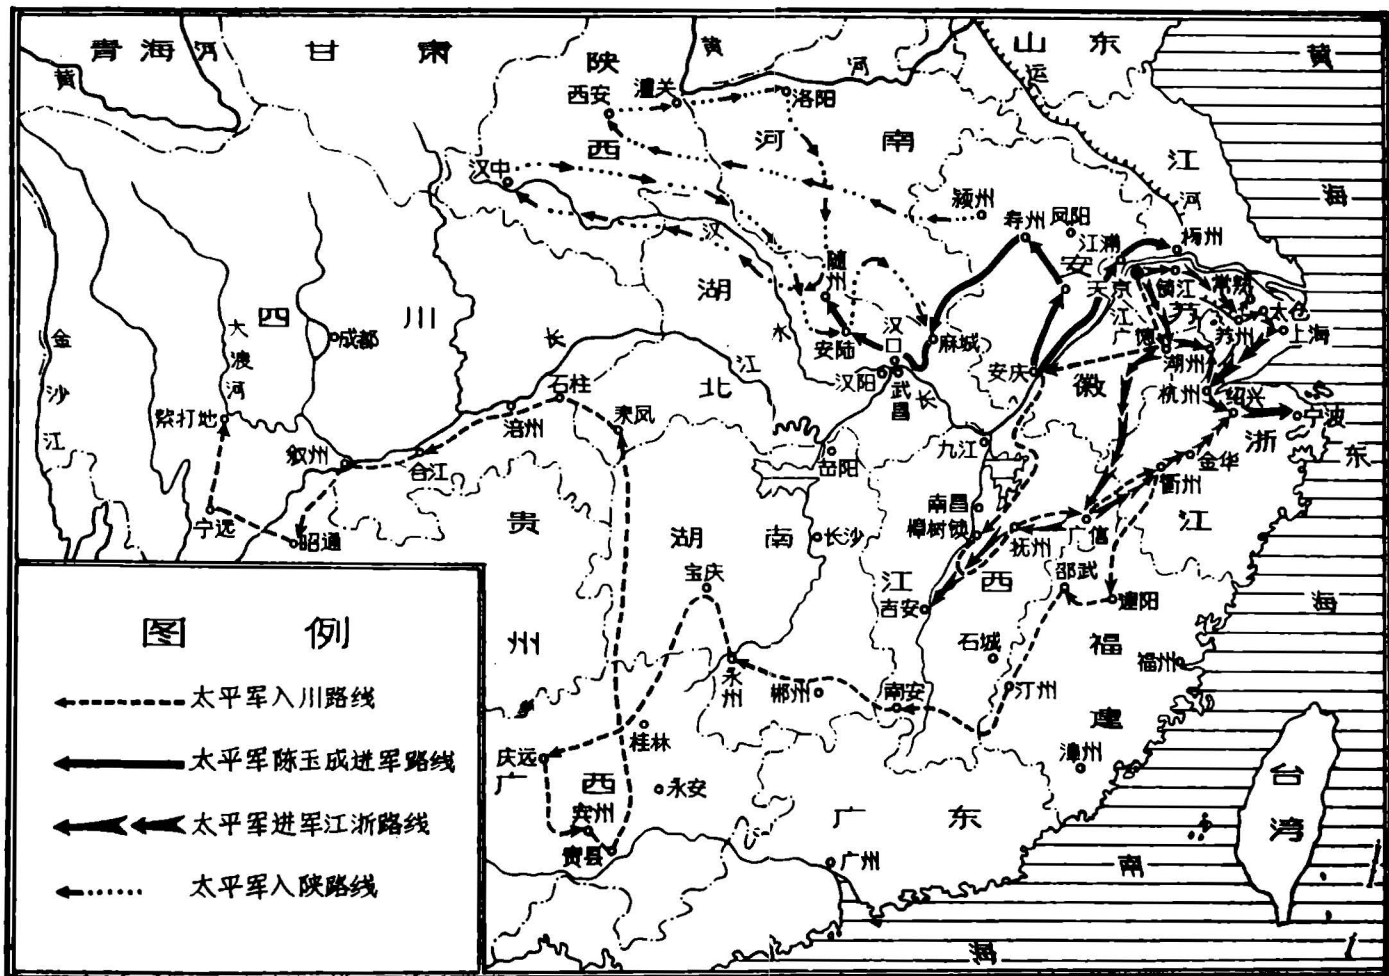 青海
河
甘肃
陕
西
黄
河
山东
运
河
黄
海
黄
潼关
西安
洛阳
河南
江
汉中
颍州
寿州
凤阳
江浦
扬州
汉
随州
安
天京
镇江
常熟
太仓
苏州
上海
湖
四川
大渡河
金沙江
成都
长
江
水
安陆
汉口
麻城
江
广德
湖州
汉阳
武昌
长
安庆
徽
杭州
绍兴
宁波
石柱
北
来凤
涪州
紫打地
叙州
合江
岳阳
九江
浙
东
金华
衢州
宁远
昭通
贵
湖南
长沙
南昌
樟树镇
抚州
广信
江
宝庆
江西
邵武
建阳
海
吉安
图例
州
石城
福
福州
永州
郴州
南安
汀州
太平军入川路线
建
桂林
庆远
漳州
太平军陈玉成进军路线
广西
永安
宾州
广东
台湾
太平军进军江浙路线
贵县
广州
南
太平军入陕路线
海